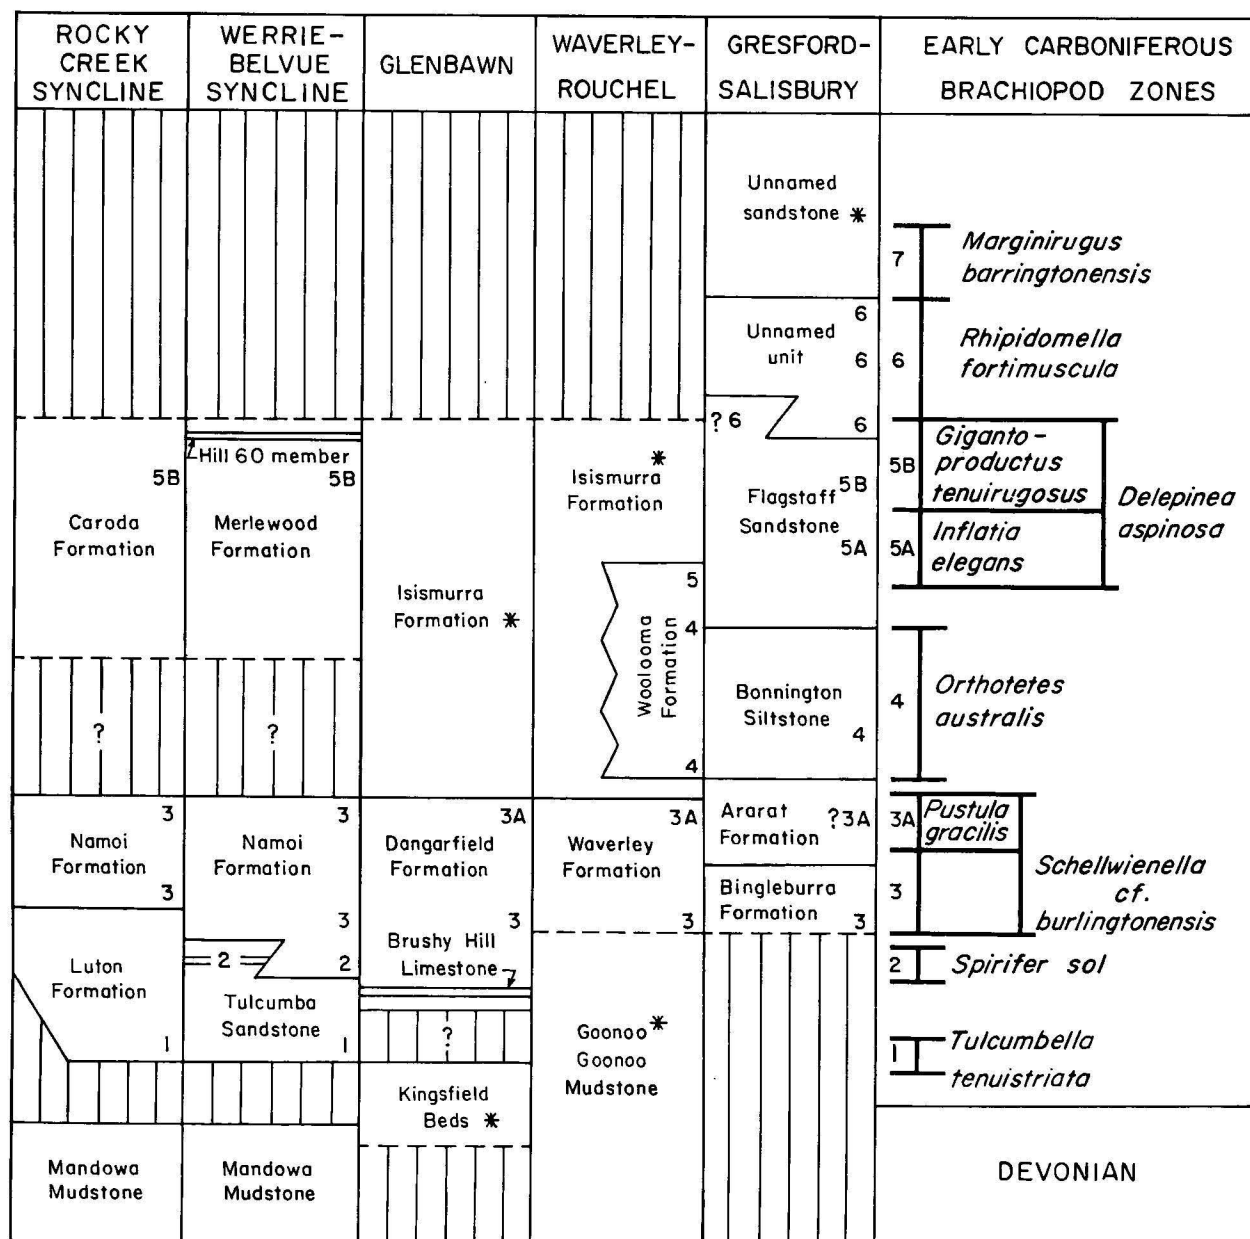 ROCKY
CREEK
SYNCLINE
WERRIE-
BELVUE
SYNCLINE
GLENBAWN
WAVERLEY-
ROUCHEL
GRESFORD-
SALISBURY
EARLY CARBONIFEROUS
BRACHIOPOD ZONES
5B
Caroda
Formation
?
3
Namoi
Formation
3
Luton
Formation
1
Mandowa
Mudstone
Hill 60 member
5B
Merlewood
Formation
?
3
Namoi
Formation
3
2
2
Tulcumba
Sandstone
1
Mandowa
Mudstone
Isismurra
Formation *
3A
Dangarfield
Formation
3
Brushy Hill
Limestone
?
Kingsfield
Beds *
*
Isismurra
Formation
5
4
Woolooma
Formation
4
3A
Waverley
Formation
3
Goonoo *
Goonoo
Mudstone
Unnamed
sandstone *
6
Unnamed
unit 6
? 6
6
5B
Flagstaff
Sandstone
5A
Bonnington
Siltstone
4
Ararat
Formation
?3A
Bingleburra
Formation 3
7
Marginirugus
barringtonensis
6
Rhipidomella
fortimuscula
5B
Giganto-
productus
tenuirugosus
5A
Inflatia
elegans
Delepinea
aspinosa
4
Orthotetes
australis
3A
Pustula
gracilis
3
Schellwienella
cf.
burlingtonensis
2
Spirifer sol
1
Tulcumbella
tenuistriata
DEVONIAN